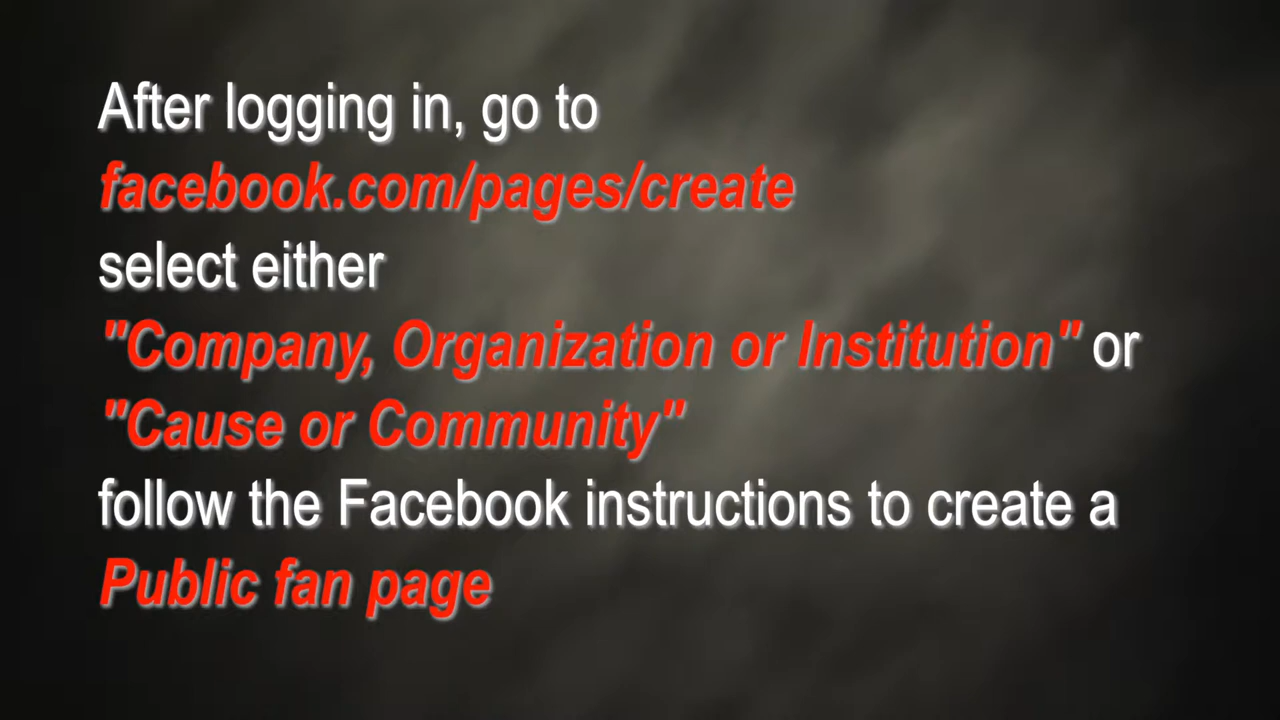 After logging in, go to
facebook.com/pages/create
select either
"Company, Organization or Institution" or
"Cause or Community"
follow the Facebook instructions to create a
Public fan page